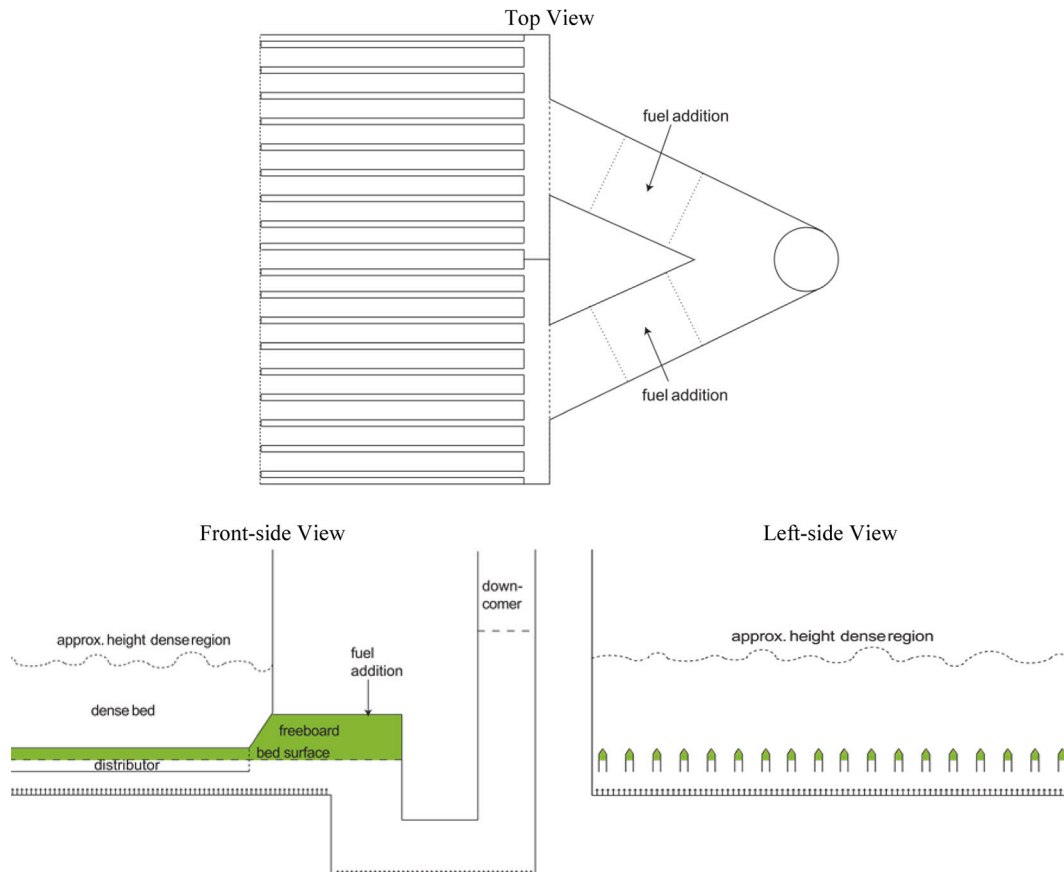 Top View
fuel addition
fuel addition
Front-side View
Left-side View
down-
comer
approx. height dense region
fuel
addition
dense bed
freeboard
bed surface
distributor
approx. height dense region